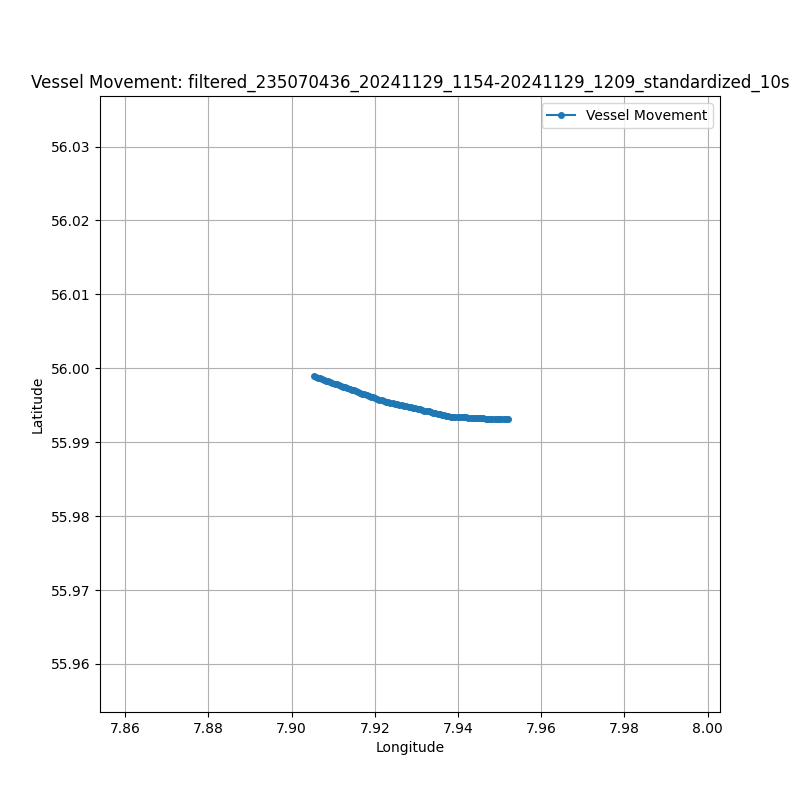 Vessel Movement: filtered_235070436_20241129_1154-20241129_1209_standardized_10s
Vessel Movement
56.03
56.02
56.01
56.00
55.99
55.98
55.97
55.96
Latitude
7.86 7.88 7.90 7.92 7.94 7.96 7.98 8.00
Longitude